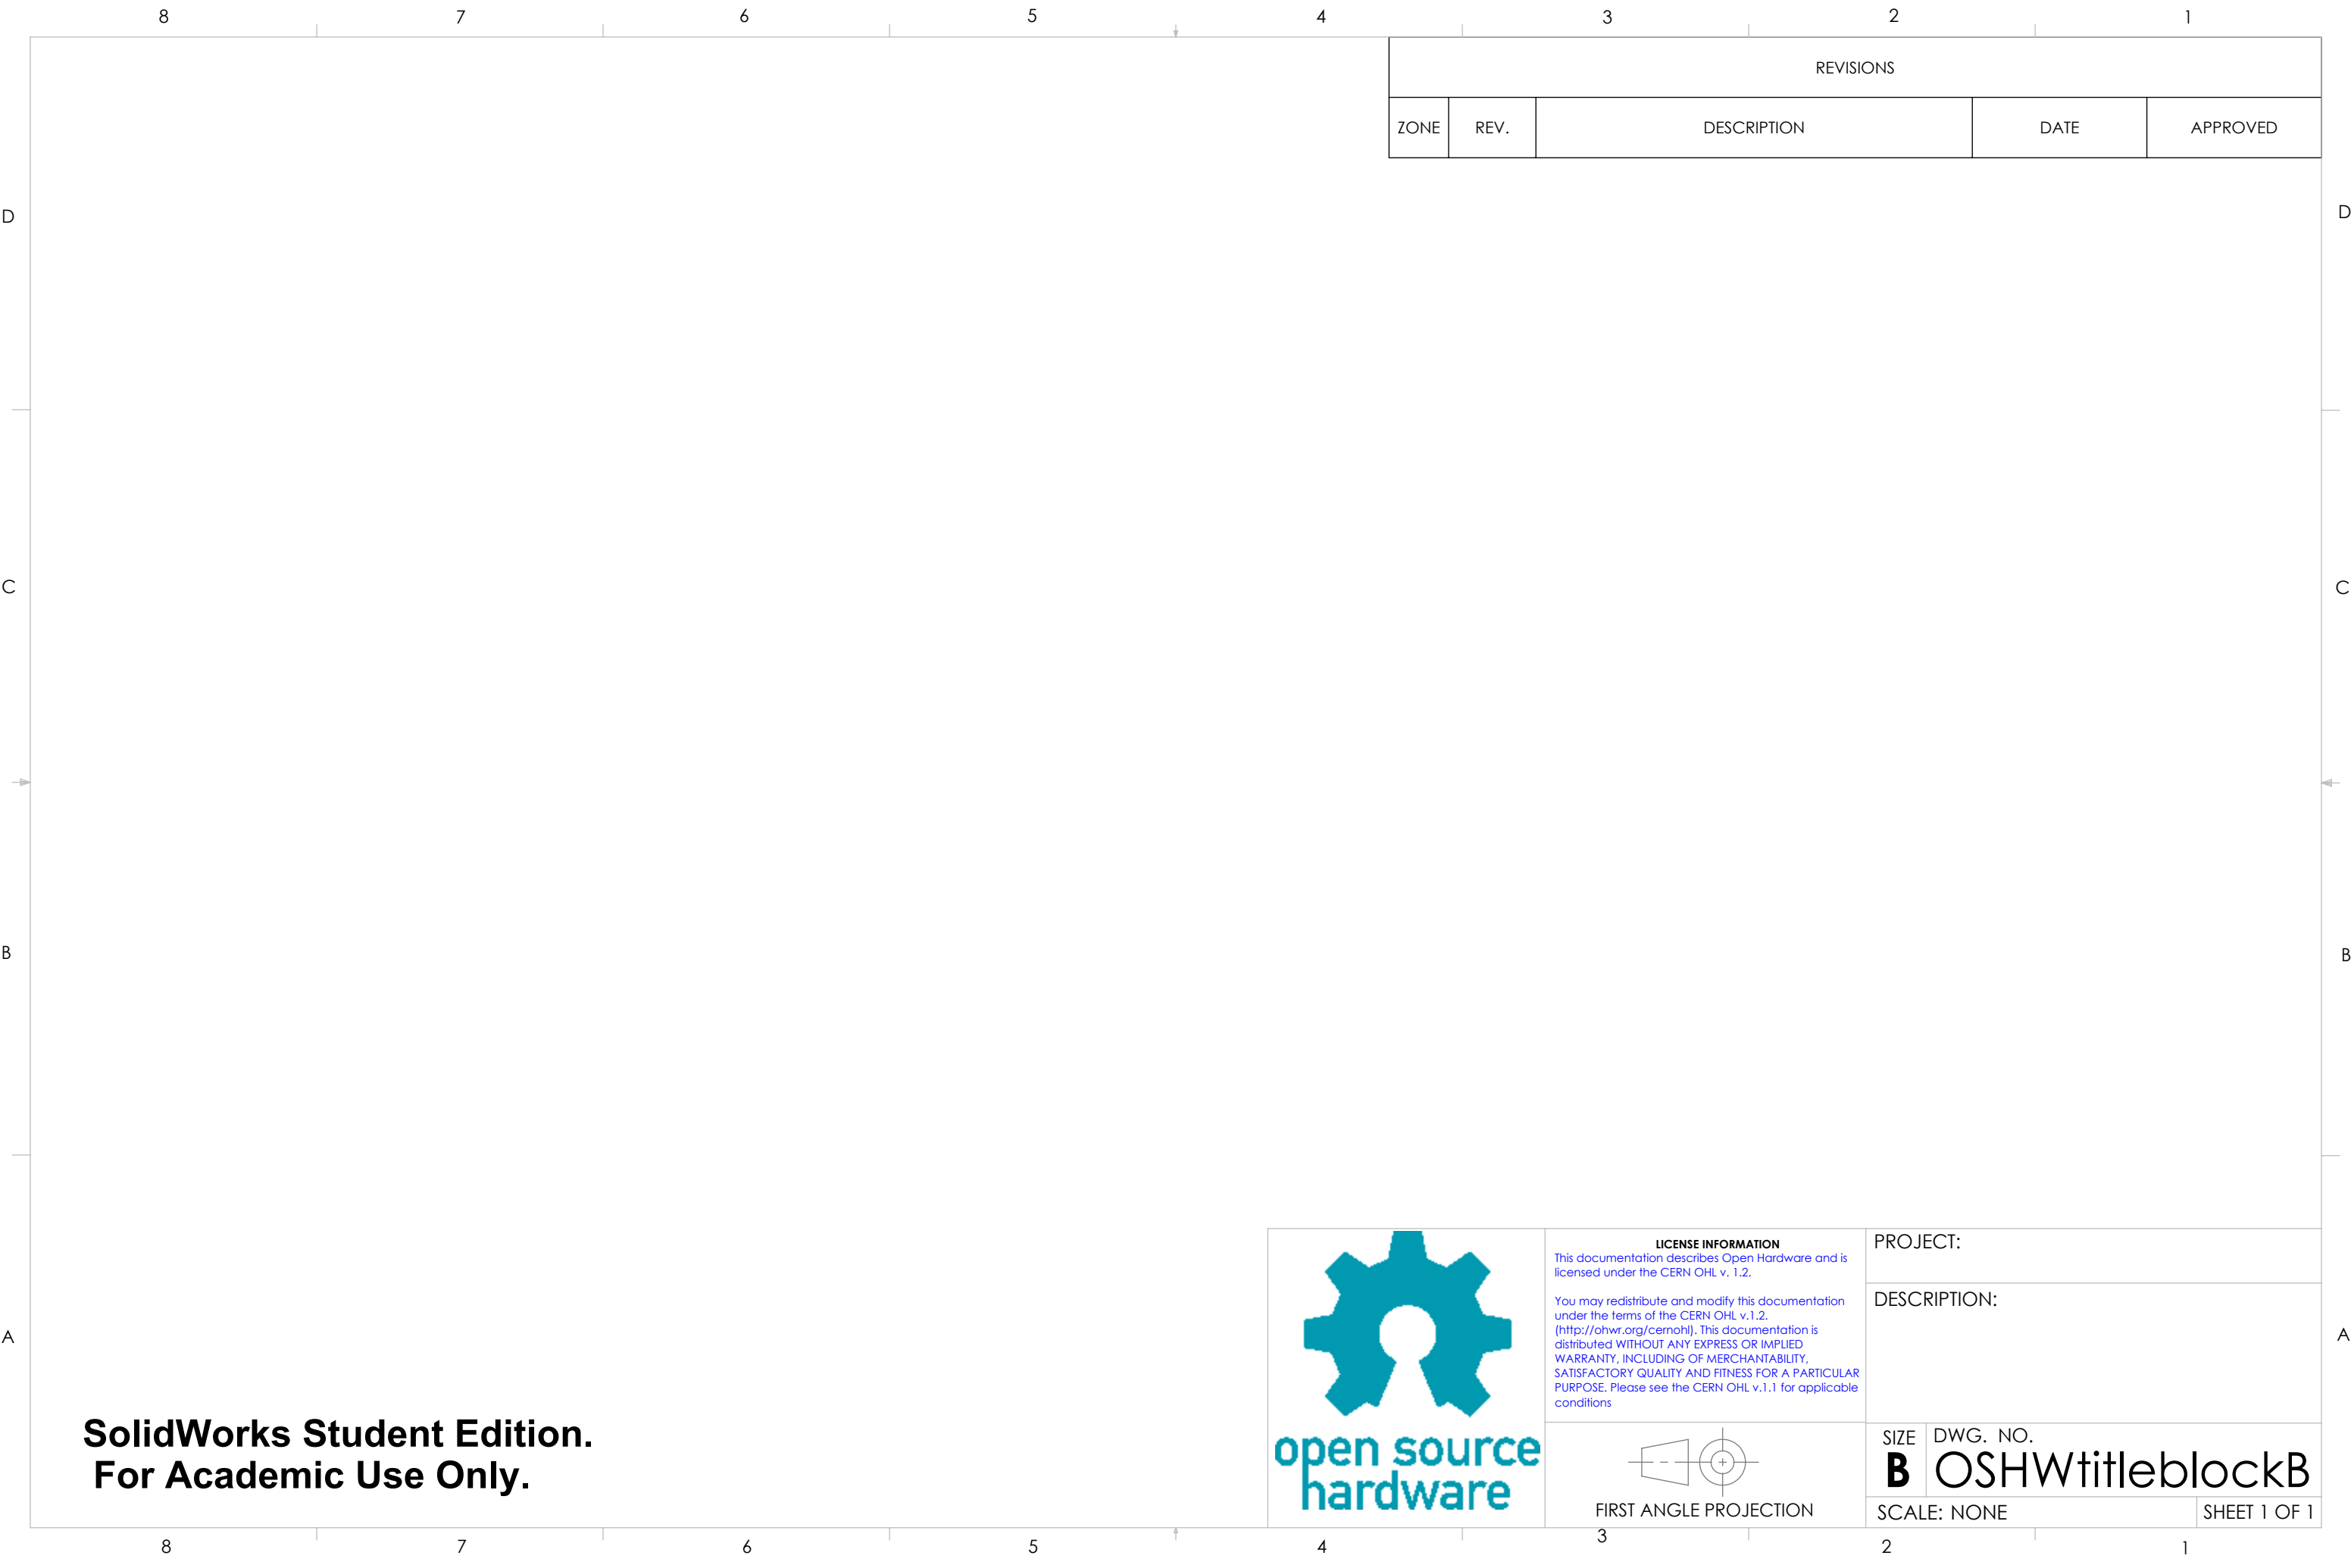 8 7 6 5 4 3 2 1
REVISIONS
ZONE REV. DESCRIPTION DATE APPROVED
D D
C C
B B
A A
open source
hardware
LICENSE INFORMATION
This documentation describes Open Hardware and is
licensed under the CERN OHL v. 1.2.
You may redistribute and modify this documentation
under the terms of the CERN OHL v.1.2.
(http://ohwr.org/cernohl). This documentation is
distributed WITHOUT ANY EXPRESS OR IMPLIED
WARRANTY, INCLUDING OF MERCHANTABILITY,
SATISFACTORY QUALITY AND FITNESS FOR A PARTICULAR
PURPOSE. Please see the CERN OHL v.1.1 for applicable
conditions
FIRST ANGLE PROJECTION
PROJECT:
DESCRIPTION:
SIZE
B
DWG. NO.
OSHWtitleblockB
SCALE: NONE
SHEET 1 OF 1
SolidWorks Student Edition.
For Academic Use Only.
8 7 6 5 4 3 2 1